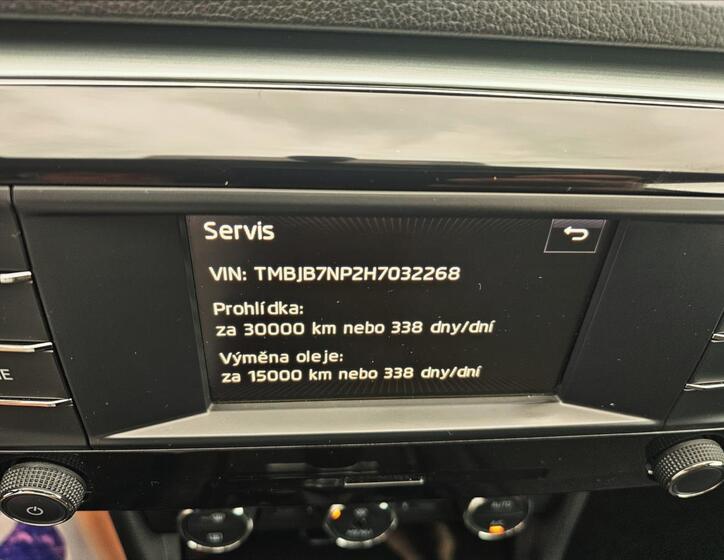 Servis
VIN: TMBJB7NP2H7032268
Prohlídka:
za 30000 km nebo 338 dny/dní
Výměna oleje:
za 15000 km nebo 338 dny/dní
AUTO
A/C